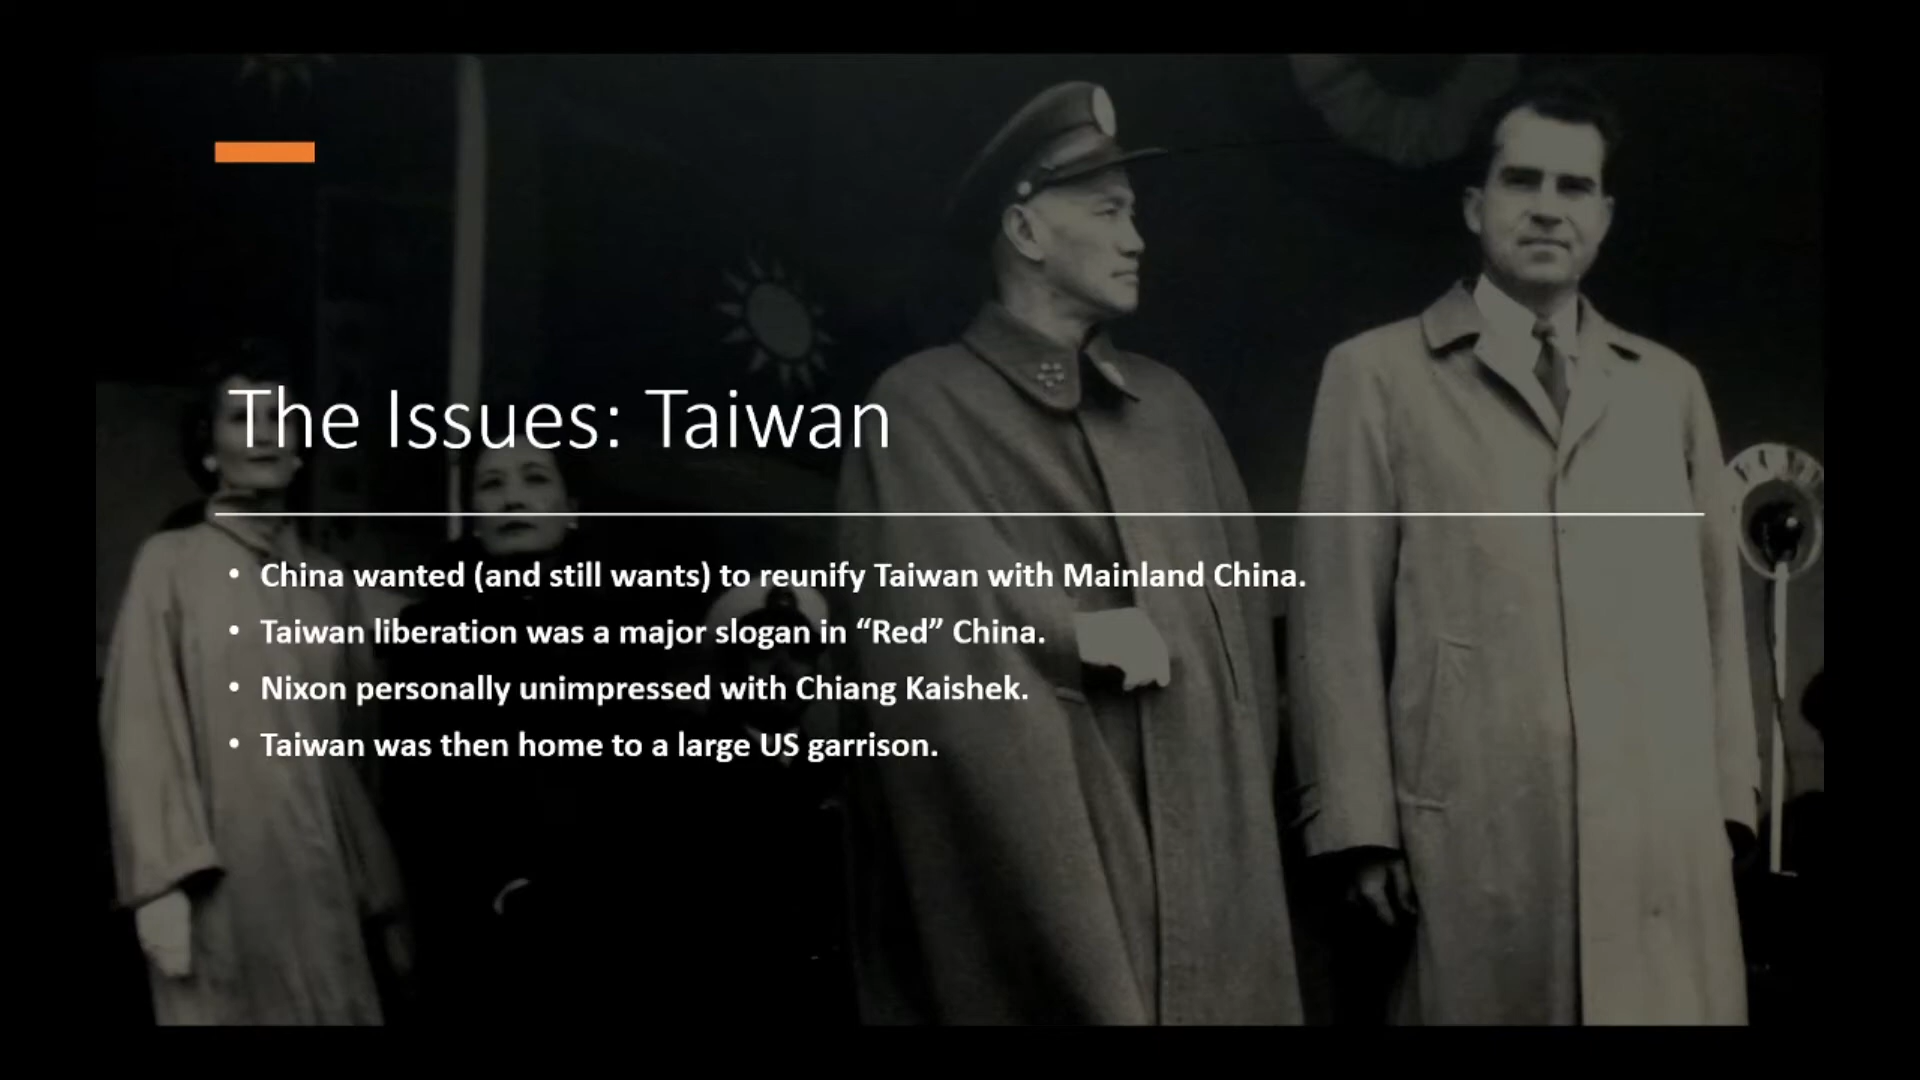 The Issues: Taiwan
• China wanted (and still wants) to reunify Taiwan with Mainland China.
• Taiwan liberation was a major slogan in “Red” China.
• Nixon personally unimpressed with Chiang Kaishek.
• Taiwan was then home to a large US garrison.